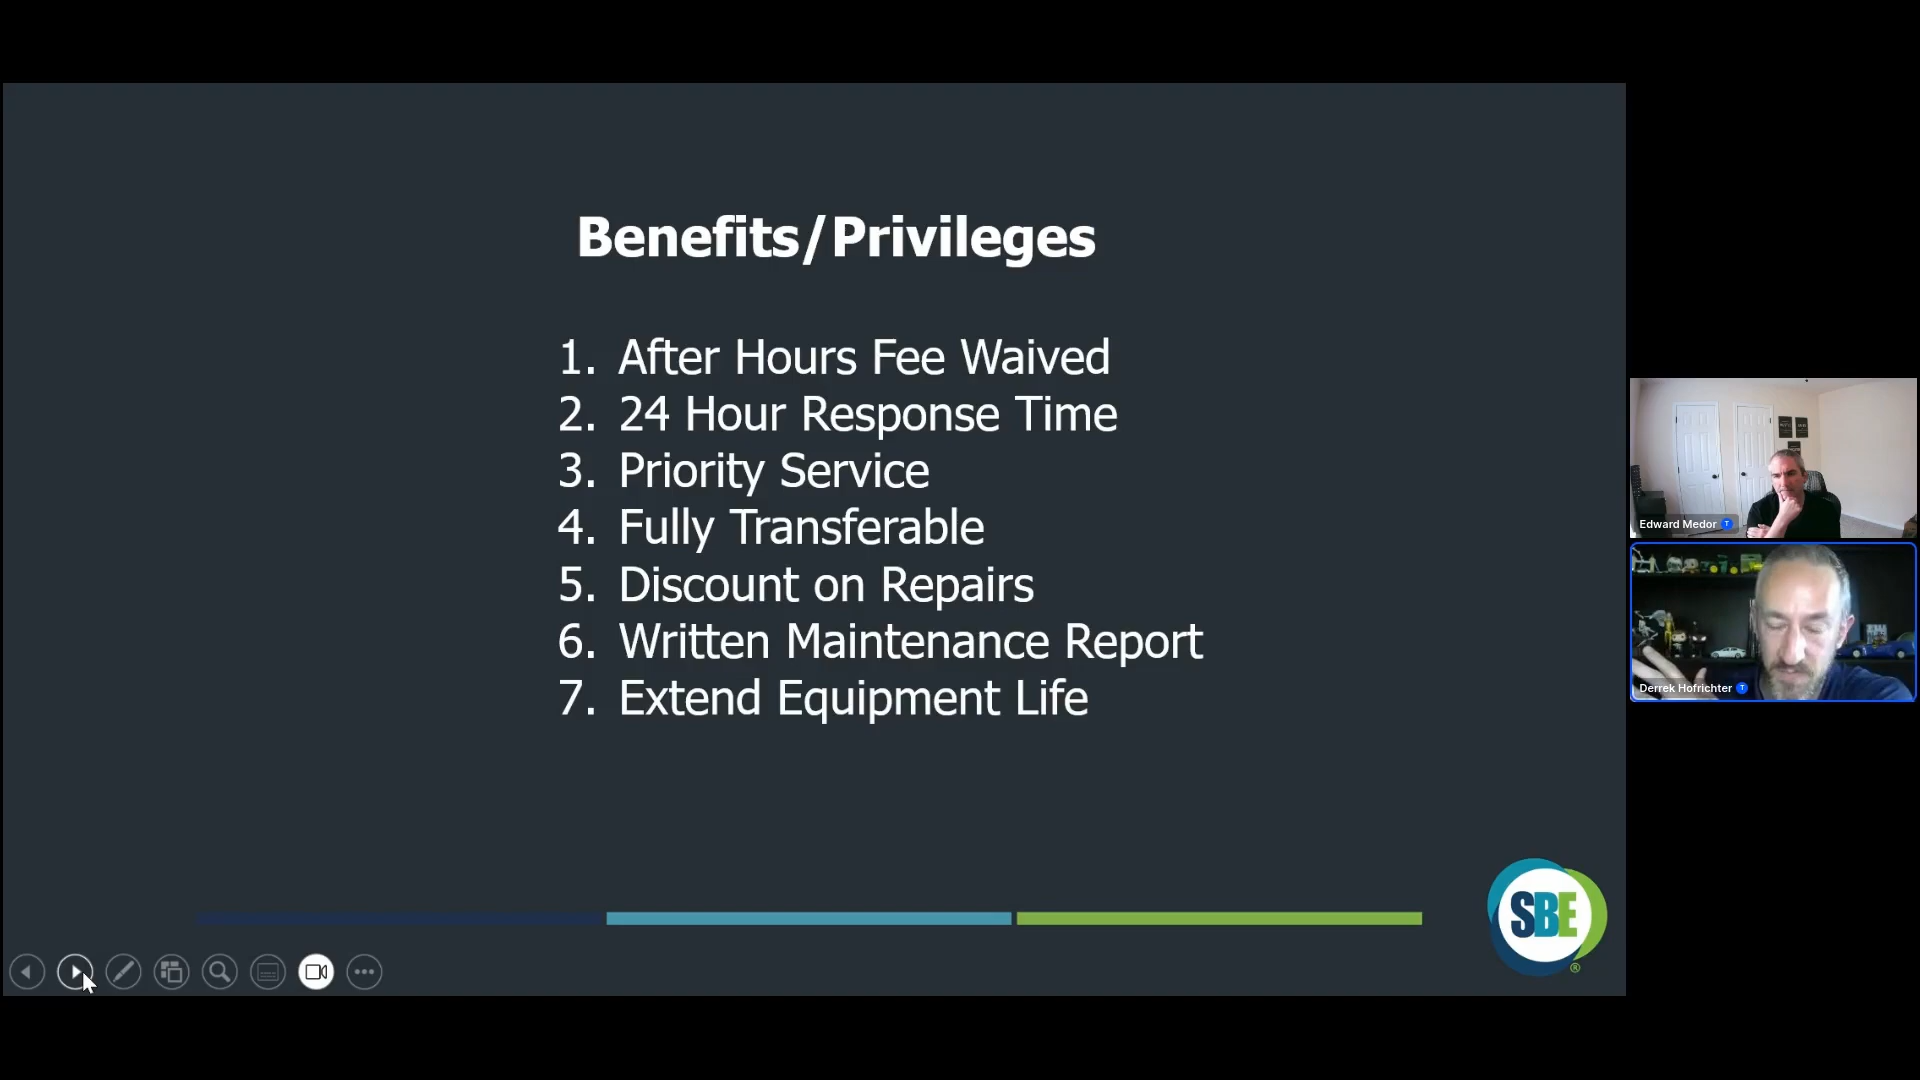 Benefits/Privileges
1. After Hours Fee Waived
2. 24 Hour Response Time
3. Priority Service
4. Fully Transferable
5. Discount on Repairs
6. Written Maintenance Report
7. Extend Equipment Life
SBE
®
Edward Medor T
Derrek Hofrichter T